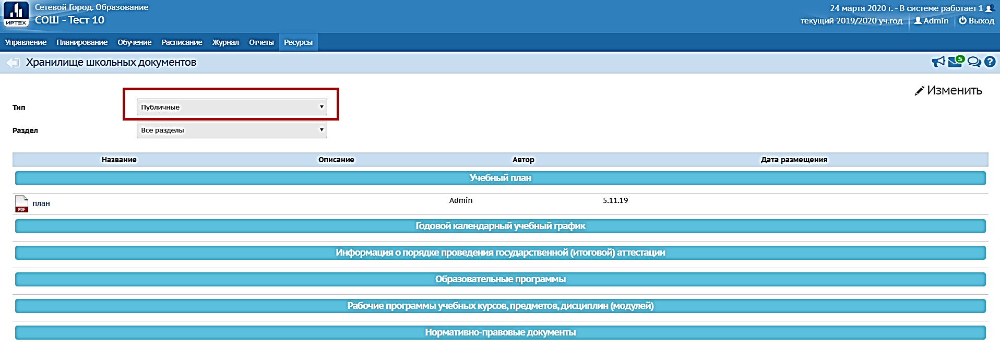 Сетевой Город. Образование
СОШ - Тест 10
ИРТЕХ
24 марта 2020 г. - В системе работает 1
текущий 2019/2020 уч.год
Admin
Выход
Управление Планирование Обучение Расписание Журнал Отчеты Ресурсы
Хранилище школьных документов
5
?
Изменить
Тип
Публичные
Раздел
Все разделы
Название Описание Автор Дата размещения
Учебный план
PDF план Admin 5.11.19
Годовой календарный учебный график
Информация о порядке проведения государственной (итоговой) аттестации
Образовательные программы
Рабочие программы учебных курсов, предметов, дисциплин (модулей)
Нормативно-правовые документы